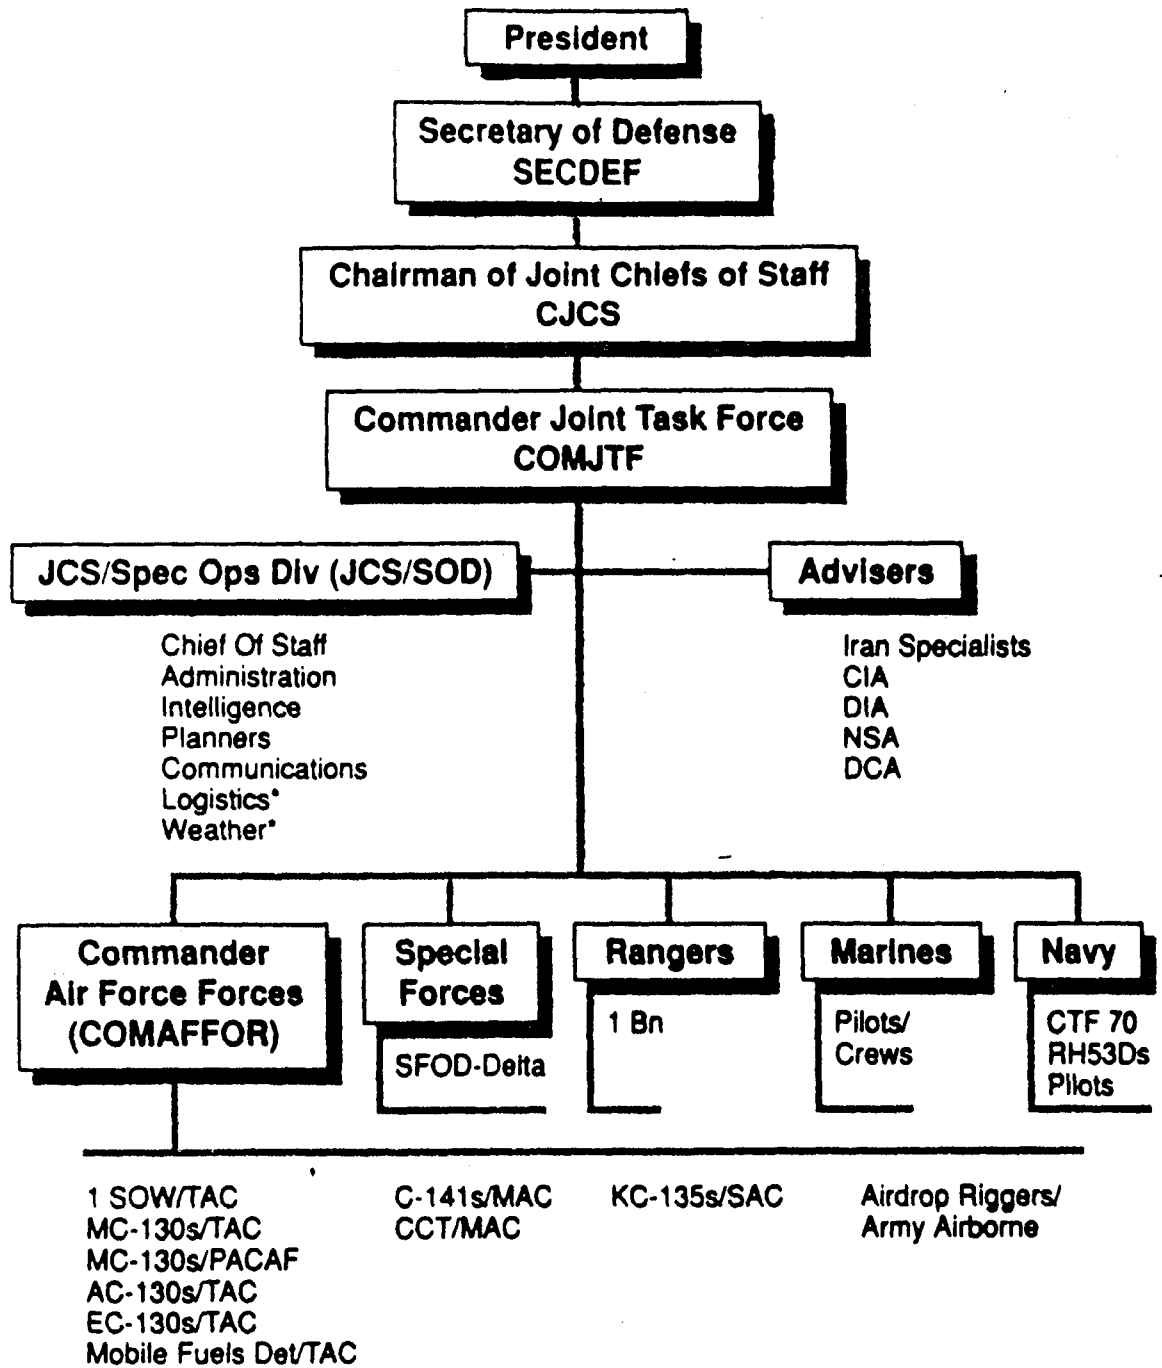 President
Secretary of Defense
SECDEF
Chairman of Joint Chiefs of Staff
CJCS
Commander Joint Task Force
COMJTF
JCS/Spec Ops Div (JCS/SOD)
Chief Of Staff
Administration
Intelligence
Planners
Communications
Logistics*
Weather*
Advisers
Iran Specialists
CIA
DIA
NSA
DCA
Commander
Air Force Forces
(COMAFFOR)
Special
Forces
SFOD-Delta
Rangers
1 Bn
Marines
Pilots/
Crews
Navy
CTF 70
RH53Ds
Pilots
1 SOW/TAC
MC-130s/TAC
MC-130s/PACAF
AC-130s/TAC
EC-130s/TAC
Mobile Fuels Det/TAC
C-141s/MAC
CCT/MAC
KC-135s/SAC
Airdrop Riggers/
Army Airborne